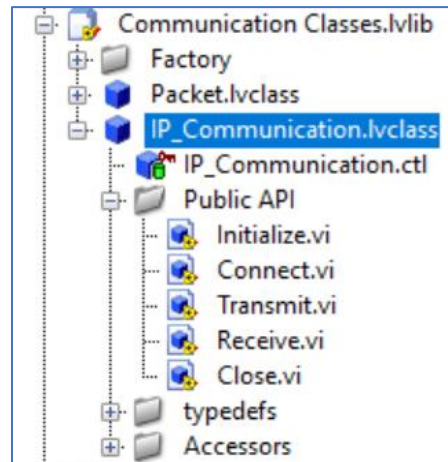 Communication Classes.lvlib
Factory
Packet.lvclass
IP_Communication.lvclass
IP_Communication.ctl
Public API
Initialize.vi
Connect.vi
Transmit.vi
Receive.vi
Close.vi
typedefs
Accessors